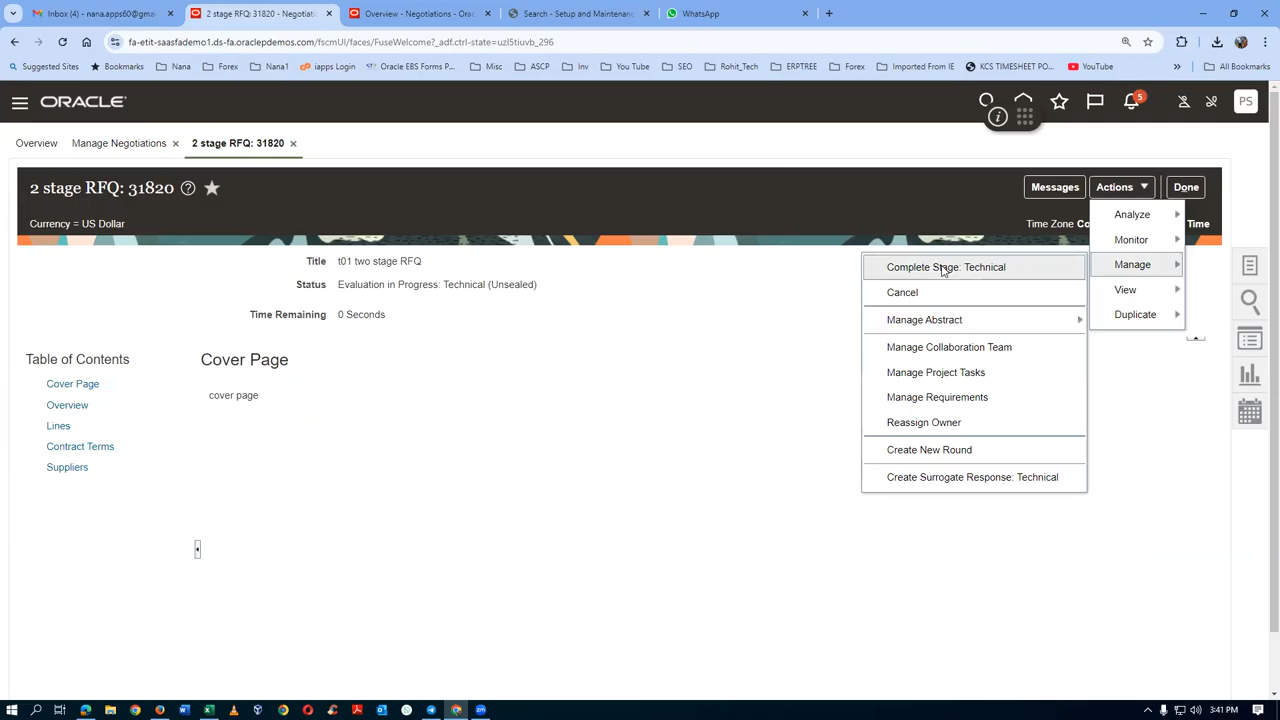 Inbox (4) - nana.apps60@gma
2 stage RFQ: 31820 - Negotiatio
Overview - Negotiations - Orac
Search - Setup and Maintenanc
WhatsApp
fa-etit-saasfademo1.ds-fa.oraclepdemos.com/fscmUI/faces/FuseWelcome?_adf.ctrl-state=uzl5tiuvb_296
Suggested Sites
Bookmarks
Nana
Forex
Nana1
iapps Login
Oracle EBS Forms P...
Misc
ASCP
Inv
You Tube
SEO
Rohit_Tech
ERPTREE
Forex
Imported From IE
KCS TIMESHEET PO...
YouTube
»
All Bookmarks
ORACLE
5
PS
Overview
Manage Negotiations
2 stage RFQ: 31820
2 stage RFQ: 31820
Messages
Actions
Done
Currency = US Dollar
Time Zone Co
Time
Analyze
Monitor
Manage
View
Duplicate
Title t01 two stage RFQ
Status Evaluation in Progress: Technical (Unsealed)
Time Remaining 0 Seconds
Complete Stage: Technical
Cancel
Manage Abstract
Manage Collaboration Team
Manage Project Tasks
Manage Requirements
Reassign Owner
Create New Round
Create Surrogate Response: Technical
Table of Contents
Cover Page
Overview
Lines
Contract Terms
Suppliers
Cover Page
cover page
3:41 PM